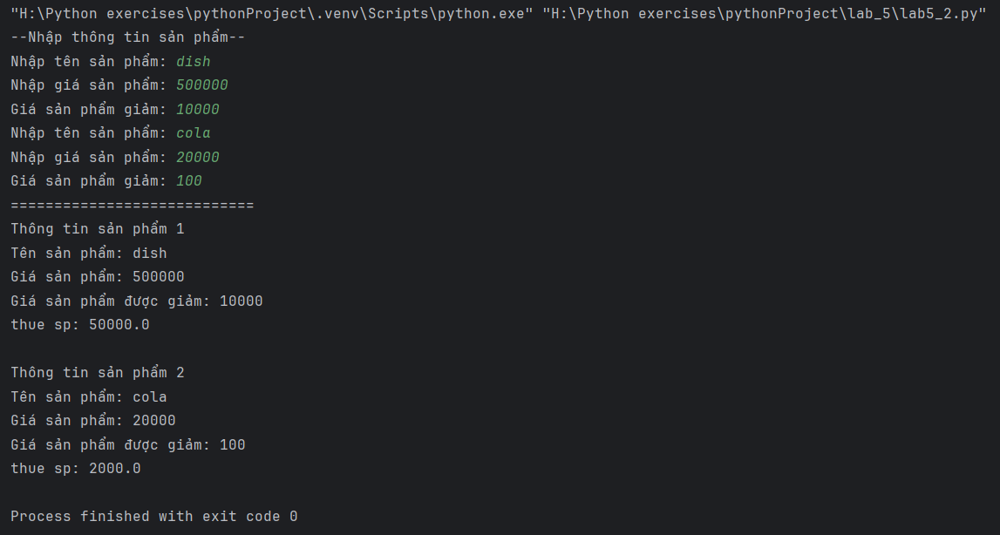 "H:\Python exercises\pythonProject\.venv\Scripts\python.exe" "H:\Python exercises\pythonProject\lab_5\lab5_2.py"
--Nhập thông tin sản phẩm--
Nhập tên sản phẩm: dish
Nhập giá sản phẩm: 500000
Giá sản phẩm giảm: 10000
Nhập tên sản phẩm: cola
Nhập giá sản phẩm: 20000
Giá sản phẩm giảm: 100
============================
Thông tin sản phẩm 1
Tên sản phẩm: dish
Giá sản phẩm: 500000
Giá sản phẩm được giảm: 10000
thue sp: 50000.0
Thông tin sản phẩm 2
Tên sản phẩm: cola
Giá sản phẩm: 20000
Giá sản phẩm được giảm: 100
thue sp: 2000.0
Process finished with exit code 0